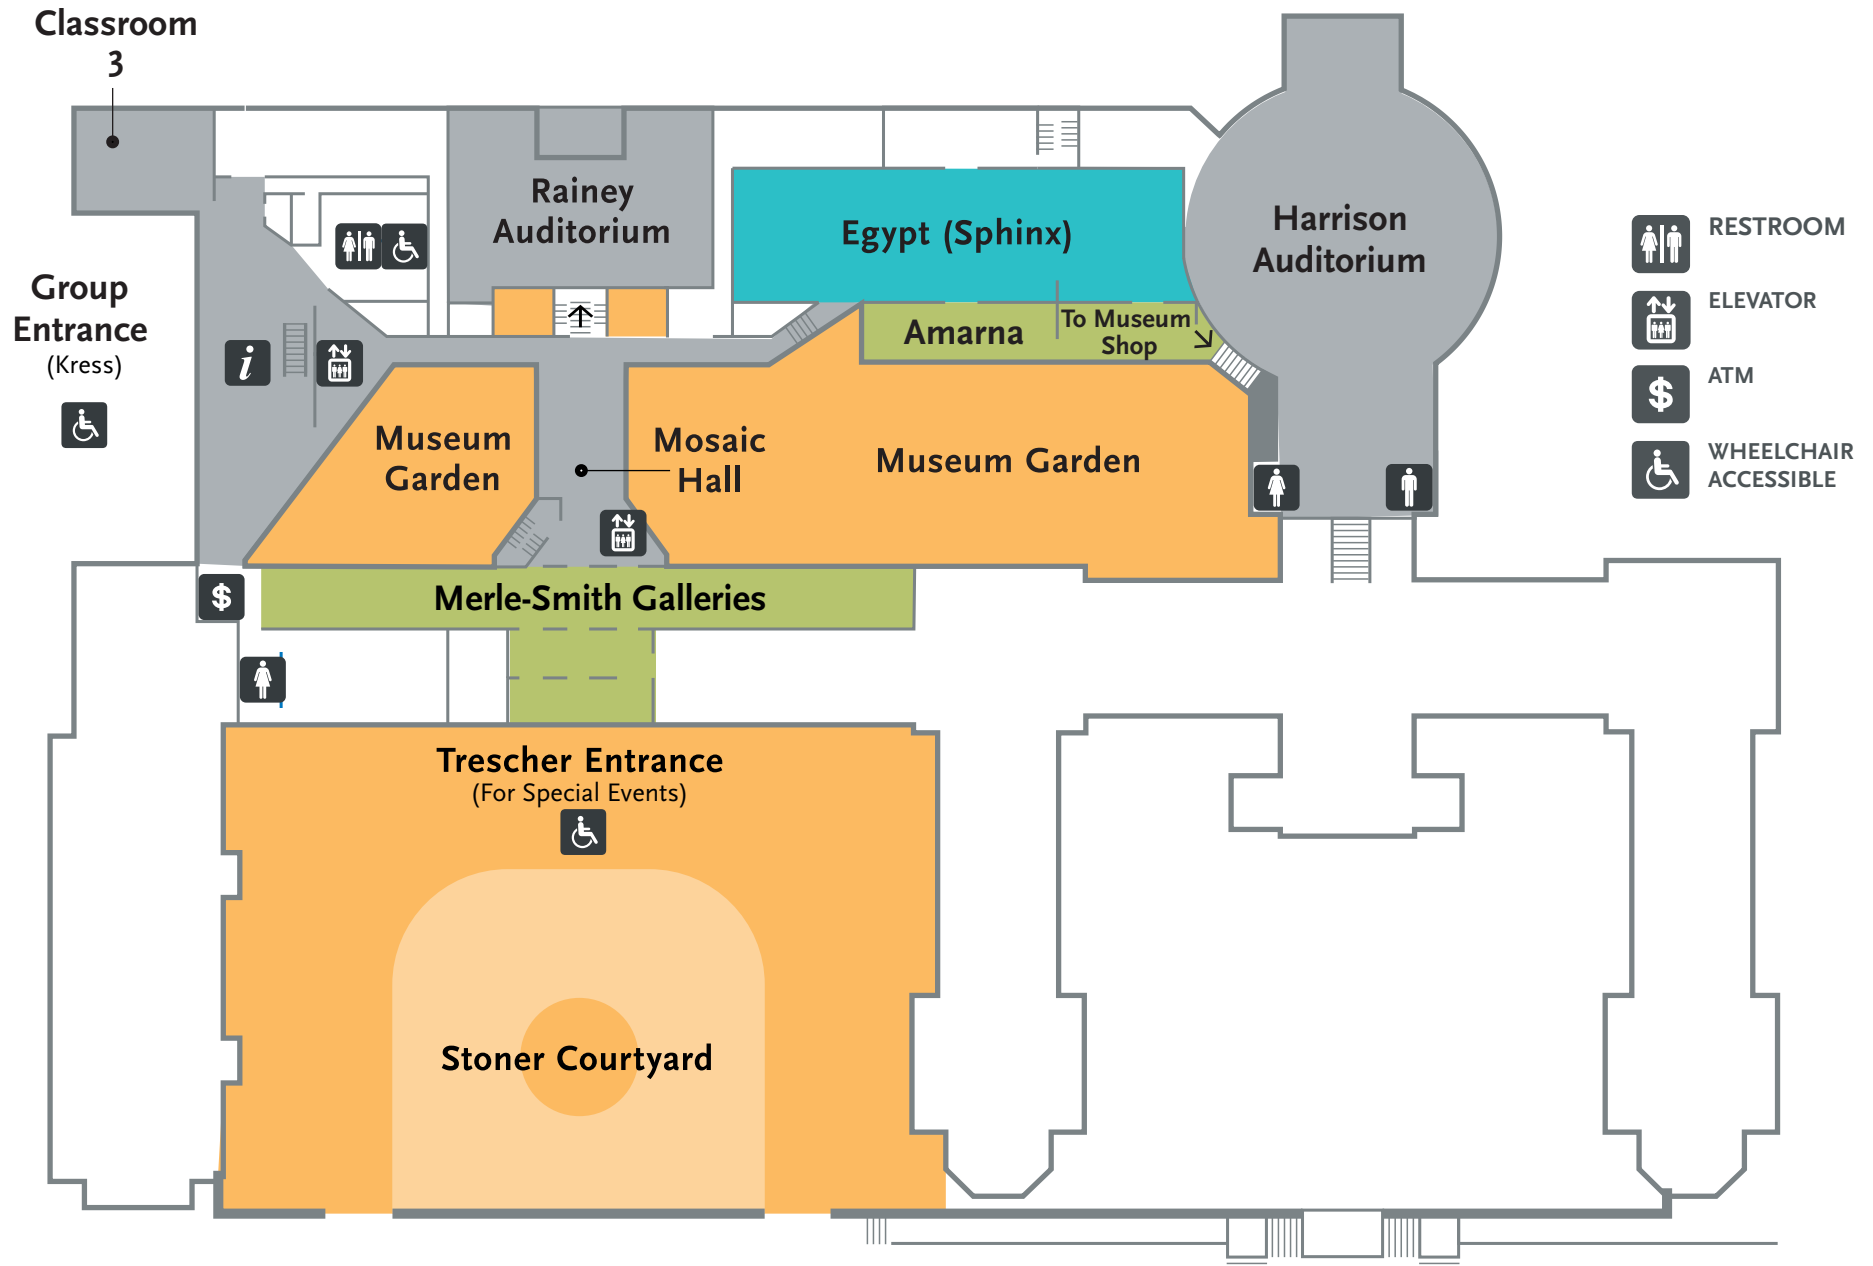 Classroom
3
Rainey
Auditorium
Egypt (Sphinx)
Harrison
Auditorium
RESTROOM
Group
Entrance
(Kress)
i
ELEVATOR
Amarna
To Museum
Shop
$
ATM
Museum
Garden
Mosaic
Hall
Museum Garden
WHEELCHAIR
ACCESSIBLE
$
Merle-Smith Galleries
Trescher Entrance
(For Special Events)
Stoner Courtyard